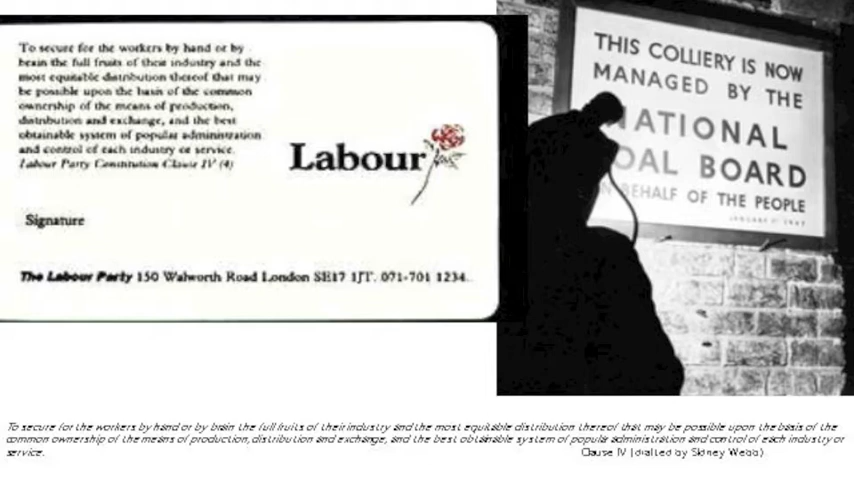 To secure for the workers by hand or by
brain the full fruits of their industry and the
most equitable distribution thereof that may
be possible upon the basis of the common
ownership of the means of production,
distribution and exchange, and the best
obtainable system of popular administration
and control of each industry or service.
Labour Party Constitution Clause IV (4)
Labour
Signature
The Labour Party 150 Walworth Road London SE17 1JT. 071-701 1234.
THIS COLLIERY IS NOW
MANAGED BY THE
NATIONAL
OAL BOARD
N BEHALF OF THE PEOPLE
To secure for the workers by hand or by brain the full fruits of their industry and the most equitable distribution thereof that may be possible upon the basis of the
common ownership of the means of production, distribution and exchange, and the best obtainable system of popular administration and control of each industry or
service.
Clause IV (drafted by Sidney Webb)